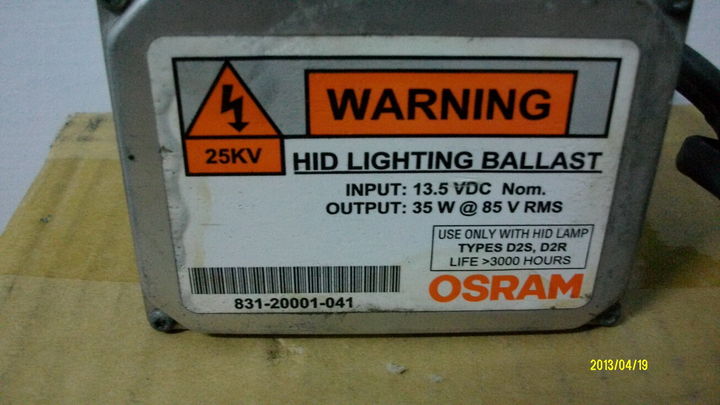 WARNING
25KV
HID LIGHTING BALLAST
INPUT: 13.5 VDC Nom.
OUTPUT: 35 W @ 85 V RMS
USE ONLY WITH HID LAMP
TYPES D2S, D2R
LIFE >3000 HOURS
831-20001-041
OSRAM
2013/04/19